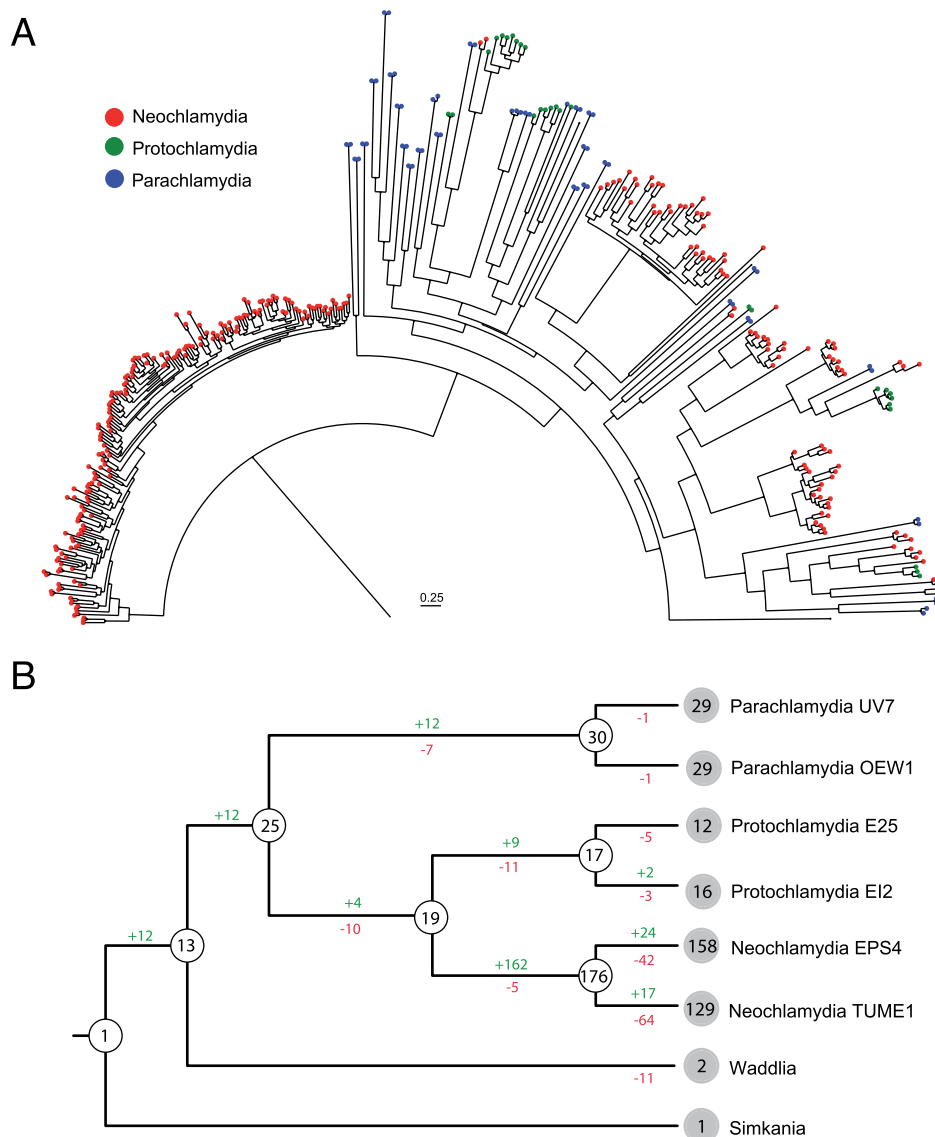 A
Neochlamydia
Protochlamydia
Parachlamydia
0.25
B
+12
-7
30
-1
29
Parachlamydia UV7
-1
29
Parachlamydia OEW1
+12
25
+9
-11
17
-5
12
Protochlamydia E25
+2
-3
16
Protochlamydia EI2
+4
-10
19
+12
13
+162
-5
176
+24
-42
158
Neochlamydia EPS4
+17
-64
129
Neochlamydia TUME1
1
-11
2
Waddlia
1
Simkania